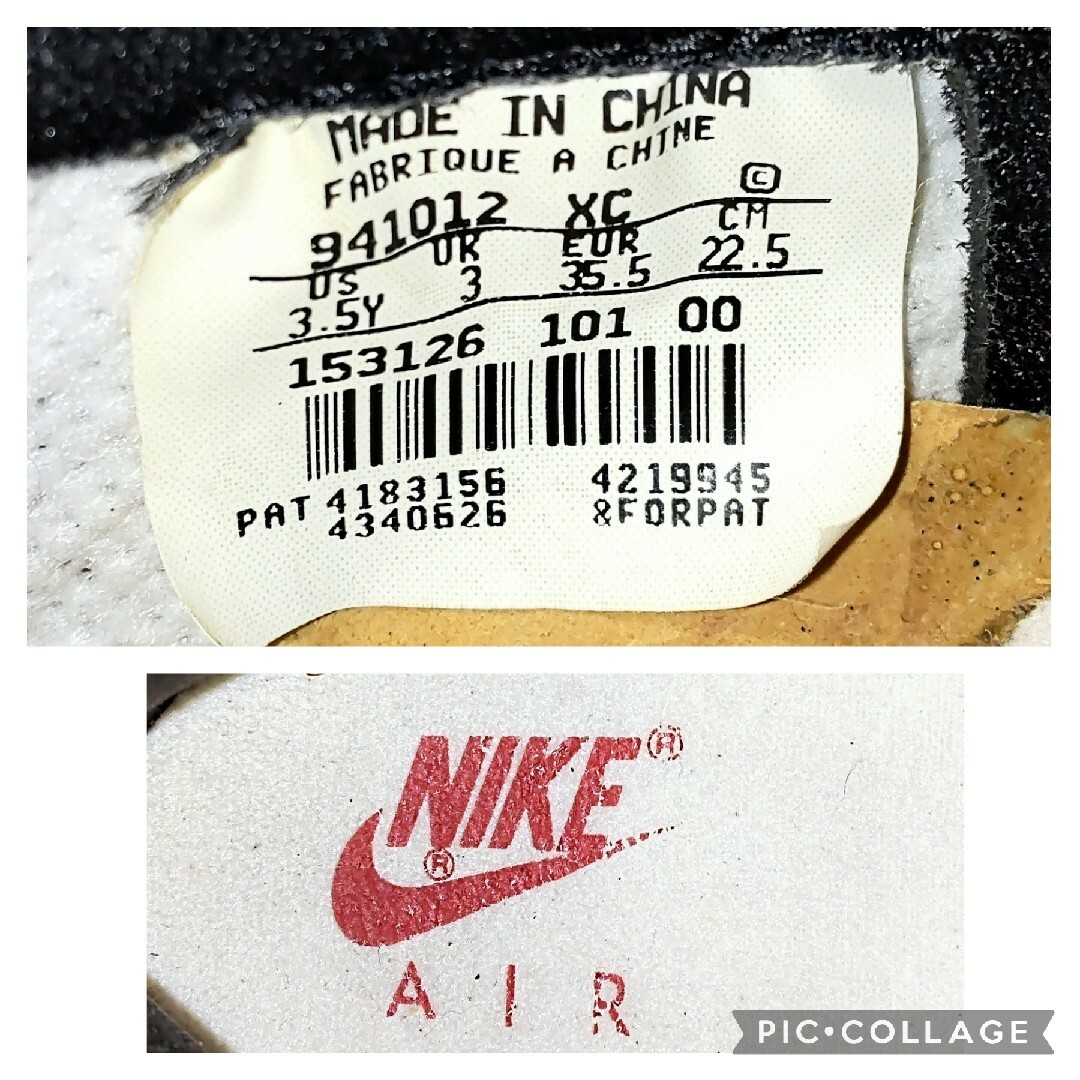 MADE IN CHINA
FABRIQUE A CHINE
941012 XC ©
US UK EUR CM
3.5Y 3 35.5 22.5
153126 101 00
PAT 4183156 4219945
4340626 &FORPAT
NIKE®
®
AIR
PIC•COLLAGE